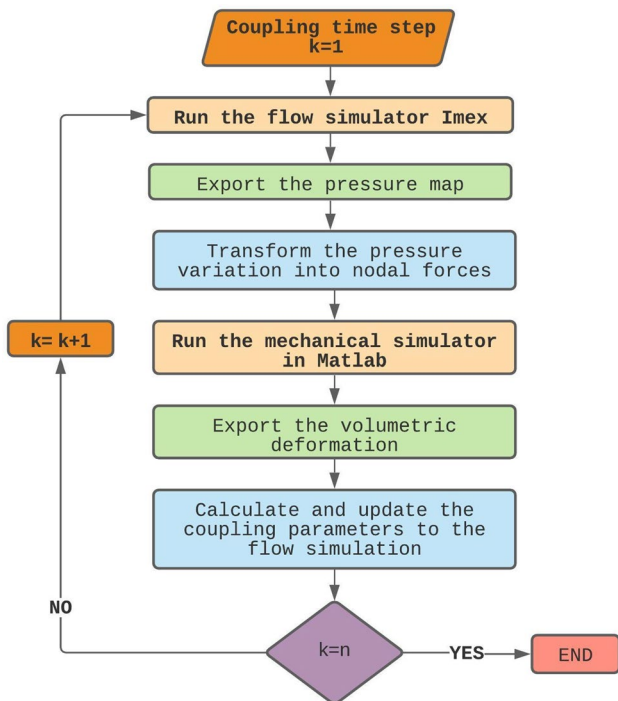 Coupling time step
k=1
Run the flow simulator Imex
Export the pressure map
Transform the pressure
variation into nodal forces
k= k+1
Run the mechanical simulator
in Matlab
Export the volumetric
deformation
Calculate and update the
coupling parameters to the
flow simulation
NO
k=n
YES
END